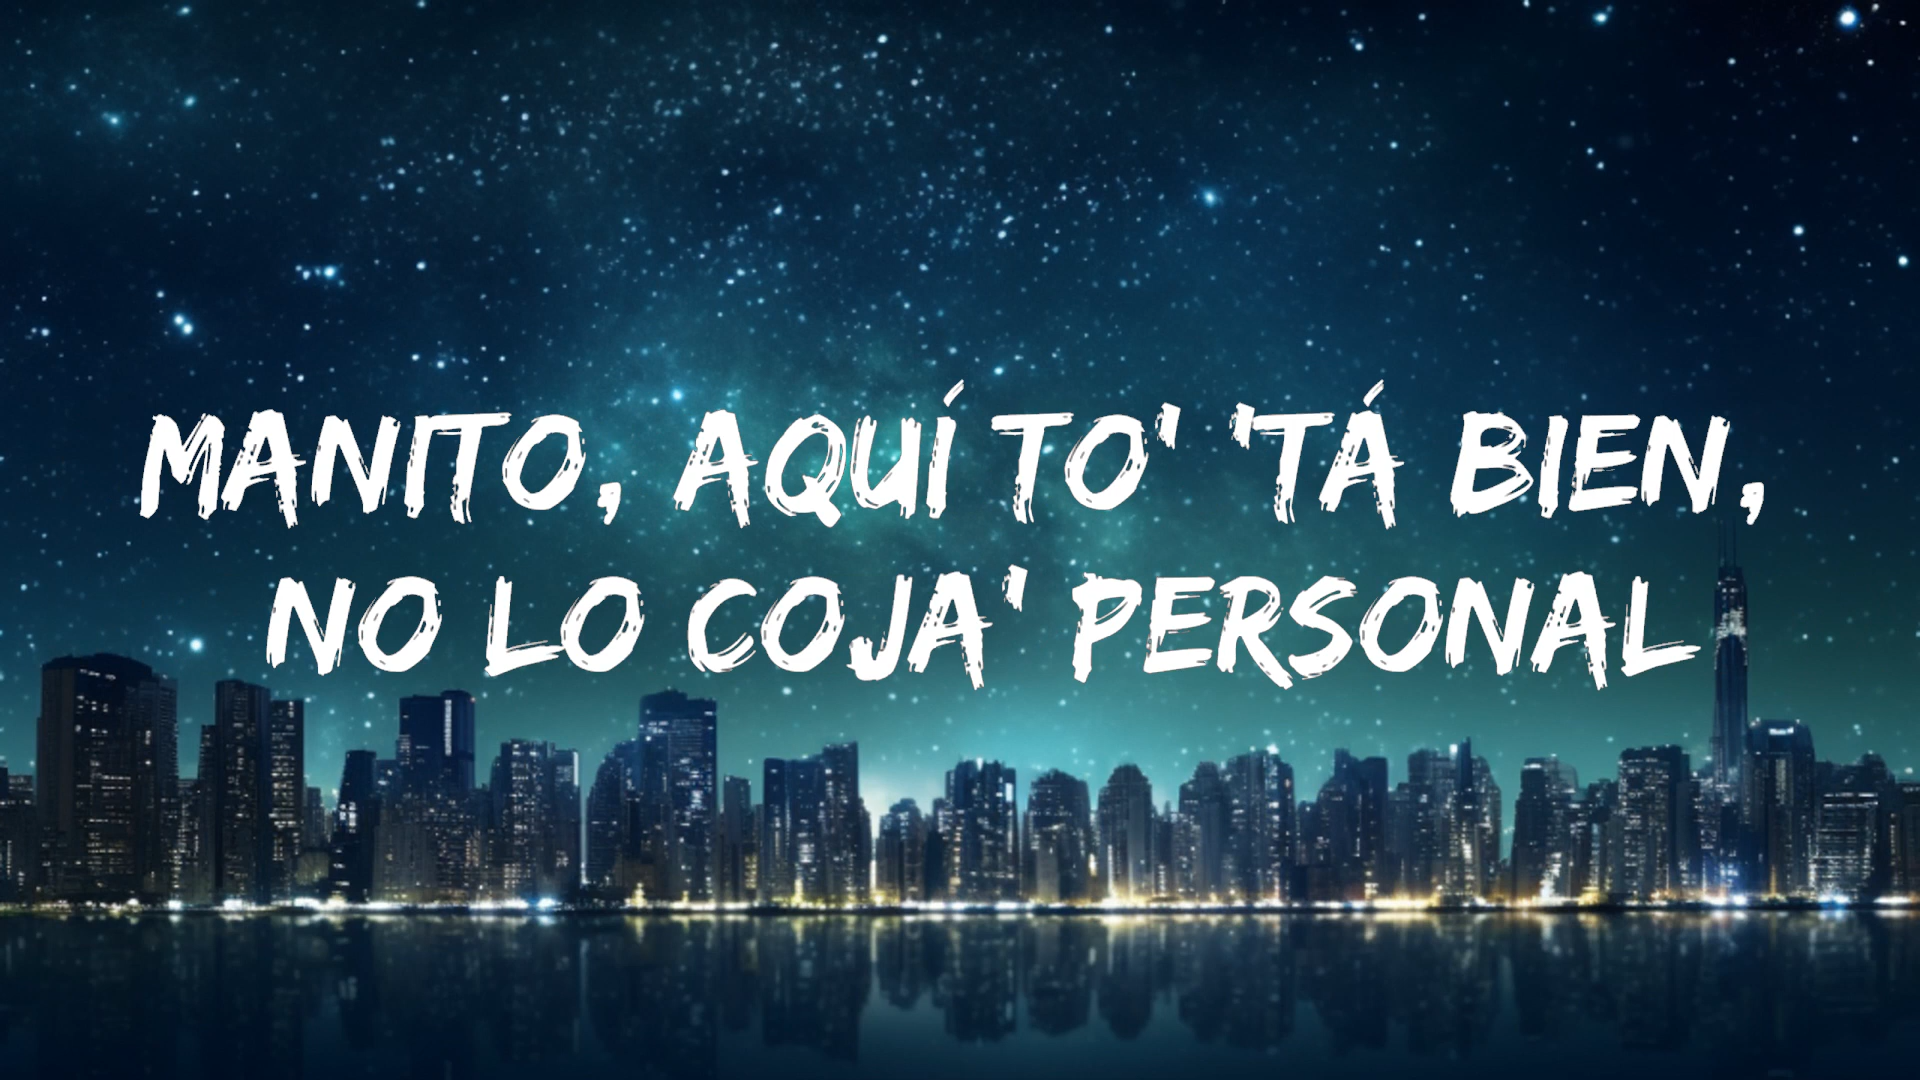 MANITO, AQUÍ TO' 'TÁ BIEN,
NO LO COJA' PERSONAL